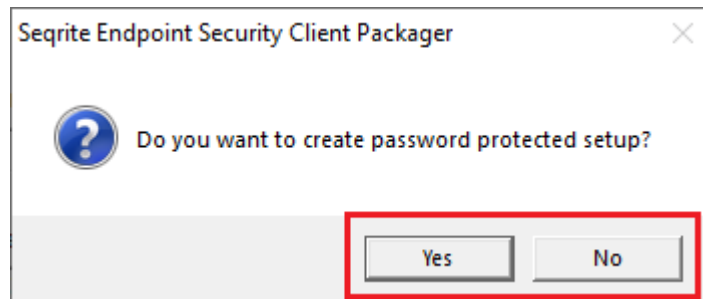 Seqrite Endpoint Security Client Packager
Do you want to create password protected setup?
Yes
No